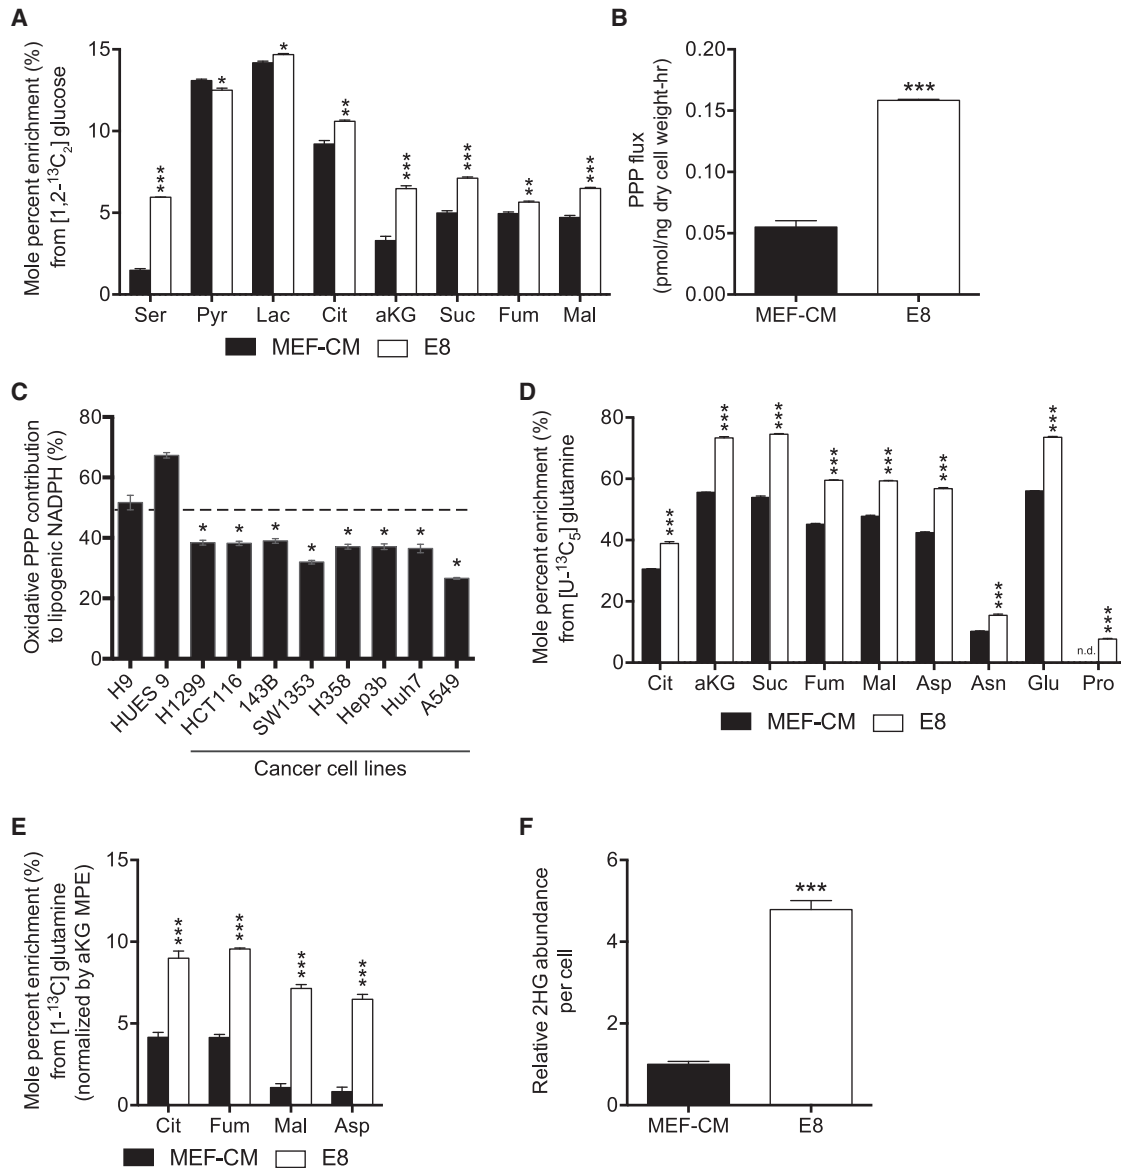 A
Mole percent enrichment (%)
from [1,2-¹³C₂] glucose
15
10
5
0
***
*
*
**
***
***
**
***
Ser Pyr Lac Cit aKG Suc Fum Mal
MEF-CM E8
B
PPP flux
(pmol/ng dry cell weight-hr)
0.20
0.15
0.10
0.05
0.00
***
MEF-CM E8
C
Oxidative PPP contribution
to lipogenic NADPH (%)
80
60
40
20
0
* * * * * * * *
H9
HUES 9
H1299
HCT116
143B
SW1353
H358
Hep3b
Huh7
A549
Cancer cell lines
D
Mole percent enrichment (%)
from [U-¹³C₅] glutamine
80
60
40
20
0
***
***
***
***
***
***
***
***
***
n.d.
Cit aKG Suc Fum Mal Asp Asn Glu Pro
MEF-CM E8
E
Mole percent enrichment (%)
from [1-¹³C] glutamine
(normalized by aKG MPE)
15
10
5
0
***
***
***
***
Cit Fum Mal Asp
MEF-CM E8
F
Relative 2HG abundance
per cell
6
4
2
0
***
MEF-CM E8